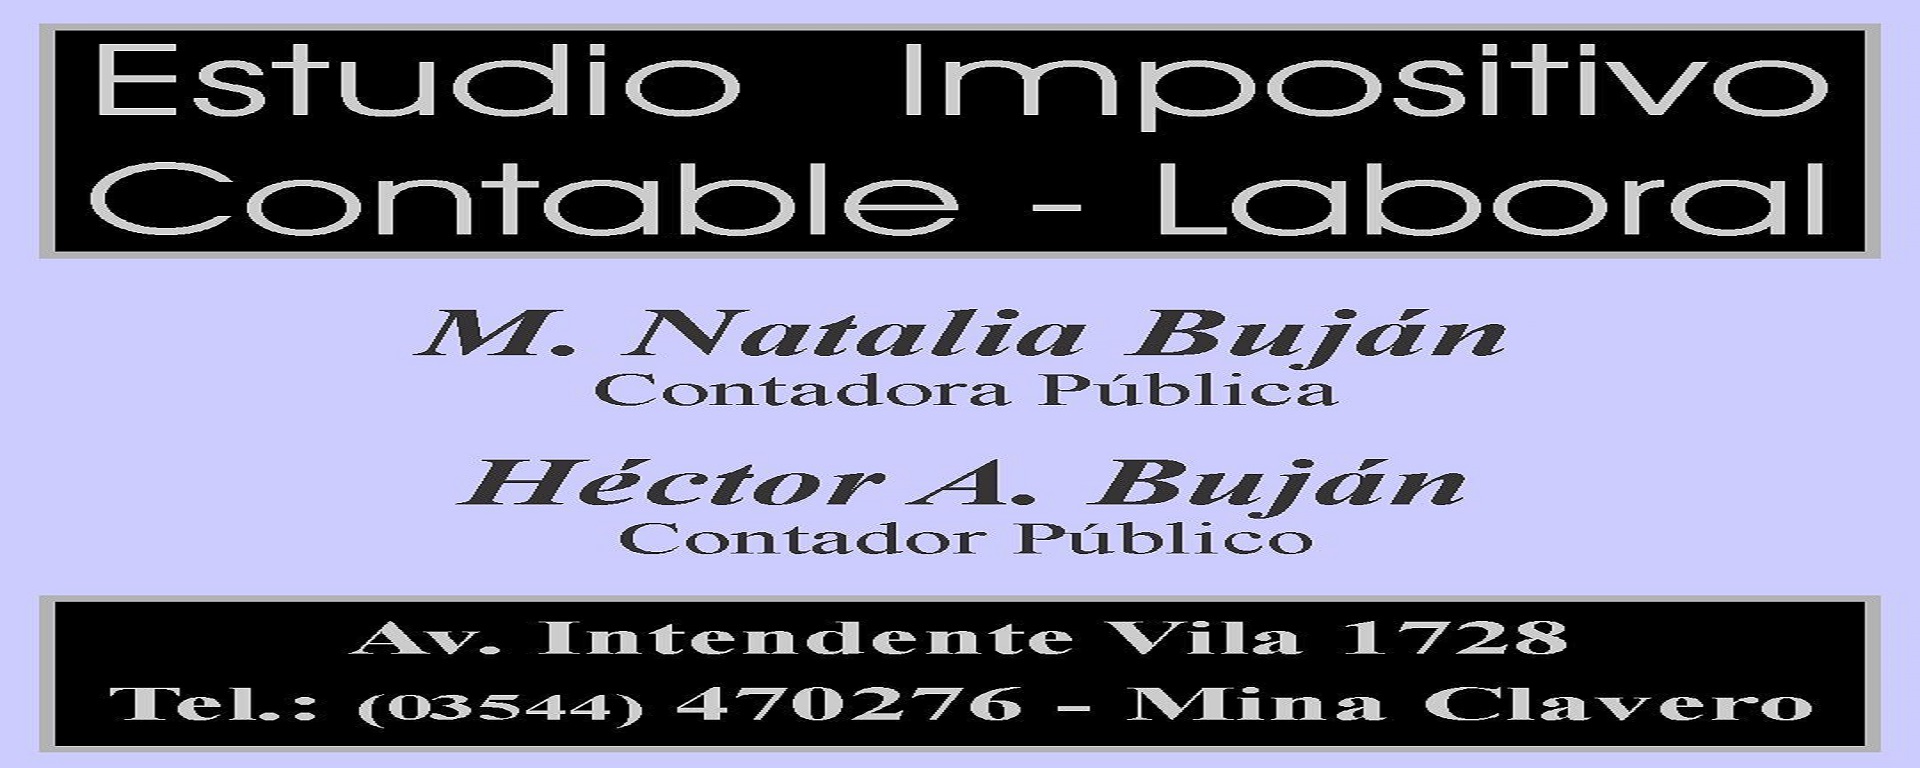 Estudio Impositivo
Contable - Laboral
M. Natalia Buján
Contadora Pública
Héctor A. Buján
Contador Público
Av. Intendente Vila 1728
Tel.: (03544) 470276 - Mina Clavero